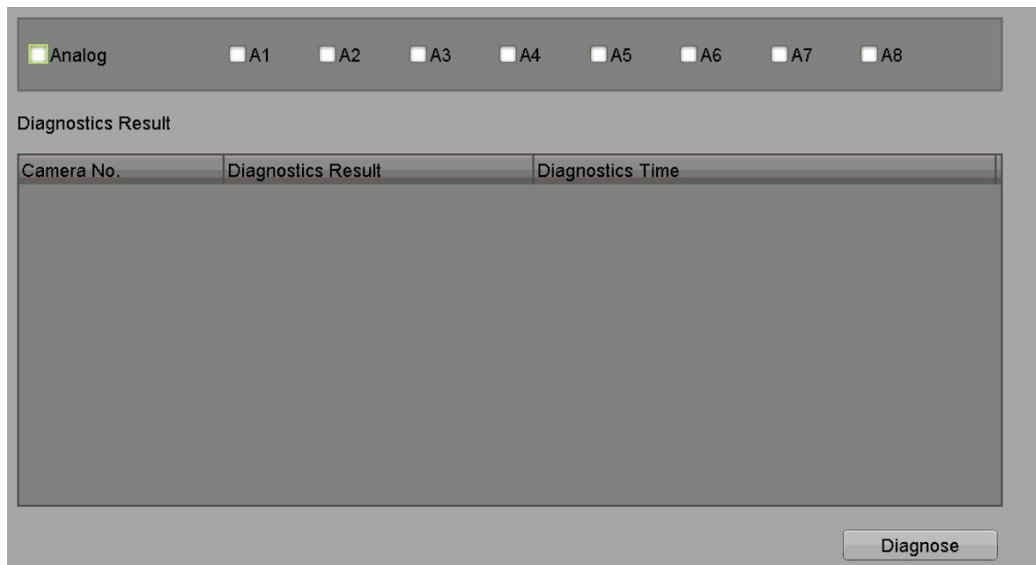 Analog A1 A2 A3 A4 A5 A6 A7 A8
Diagnostics Result
Camera No. Diagnostics Result Diagnostics Time
Diagnose